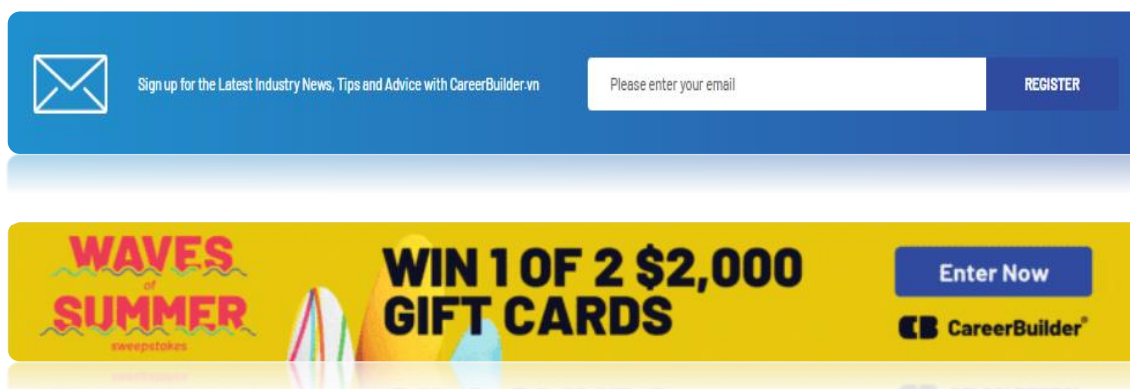 Sign up for the Latest Industry News, Tips and Advice with CareerBuilder.vn
Please enter your email
REGISTER
WAVES
of
SUMMER
sweepstakes
WIN 1 OF 2 $2,000
GIFT CARDS
Enter Now
CB CareerBuilder®